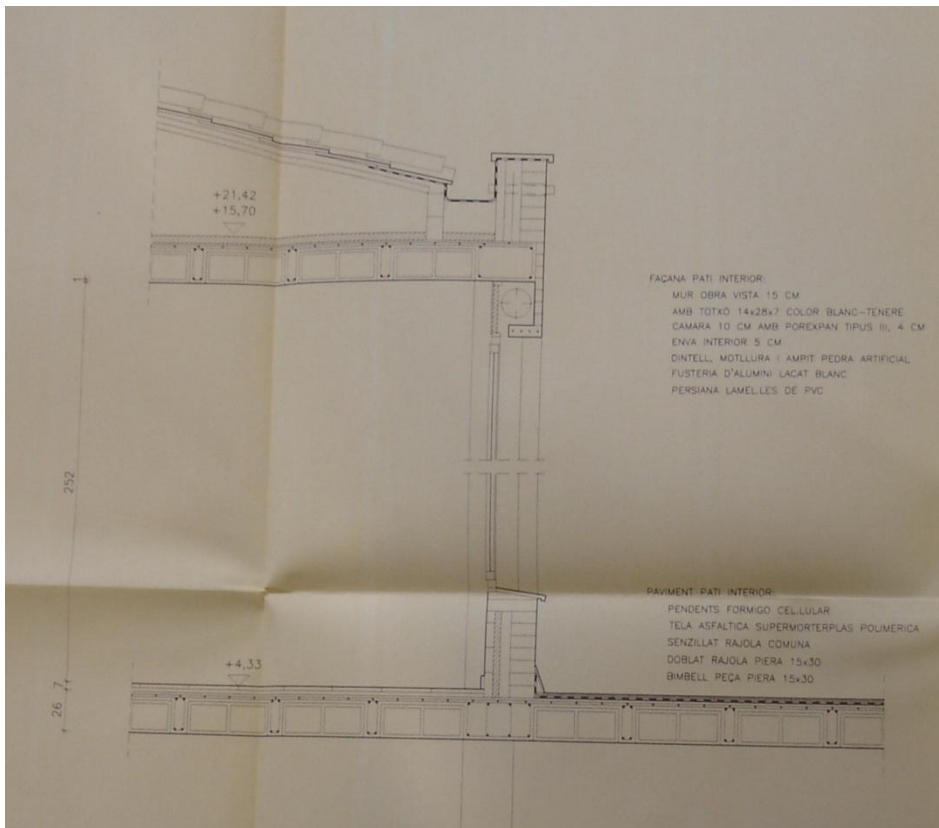 +21,42
+15,70
1
FAÇANA PATI INTERIOR:
MUR OBRA VISTA 15 CM
AMB TOTXO 14x28x7 COLOR BLANC-TENERE
CAMARA 10 CM AMB POREXPAN TIPUS III, 4 CM
ENVA INTERIOR 5 CM
DINTELL, MOTLLURA I AMPIT PEDRA ARTIFICIAL
FUSTERIA D'ALUMINI LACAT BLANC
PERSIANA LAMEL.LES DE PVC
252
PAVIMENT PATI INTERIOR:
PENDENTS FORMIGO CEL.LULAR
TELA ASFALTICA SUPERMORTERPLAS POLIMERICA
SENZILLAT RAJOLA COMUNA
DOBLAT RAJOLA PIERA 15x30
BIMBELL PEÇA PIERA 15x30
+4,33
7
26